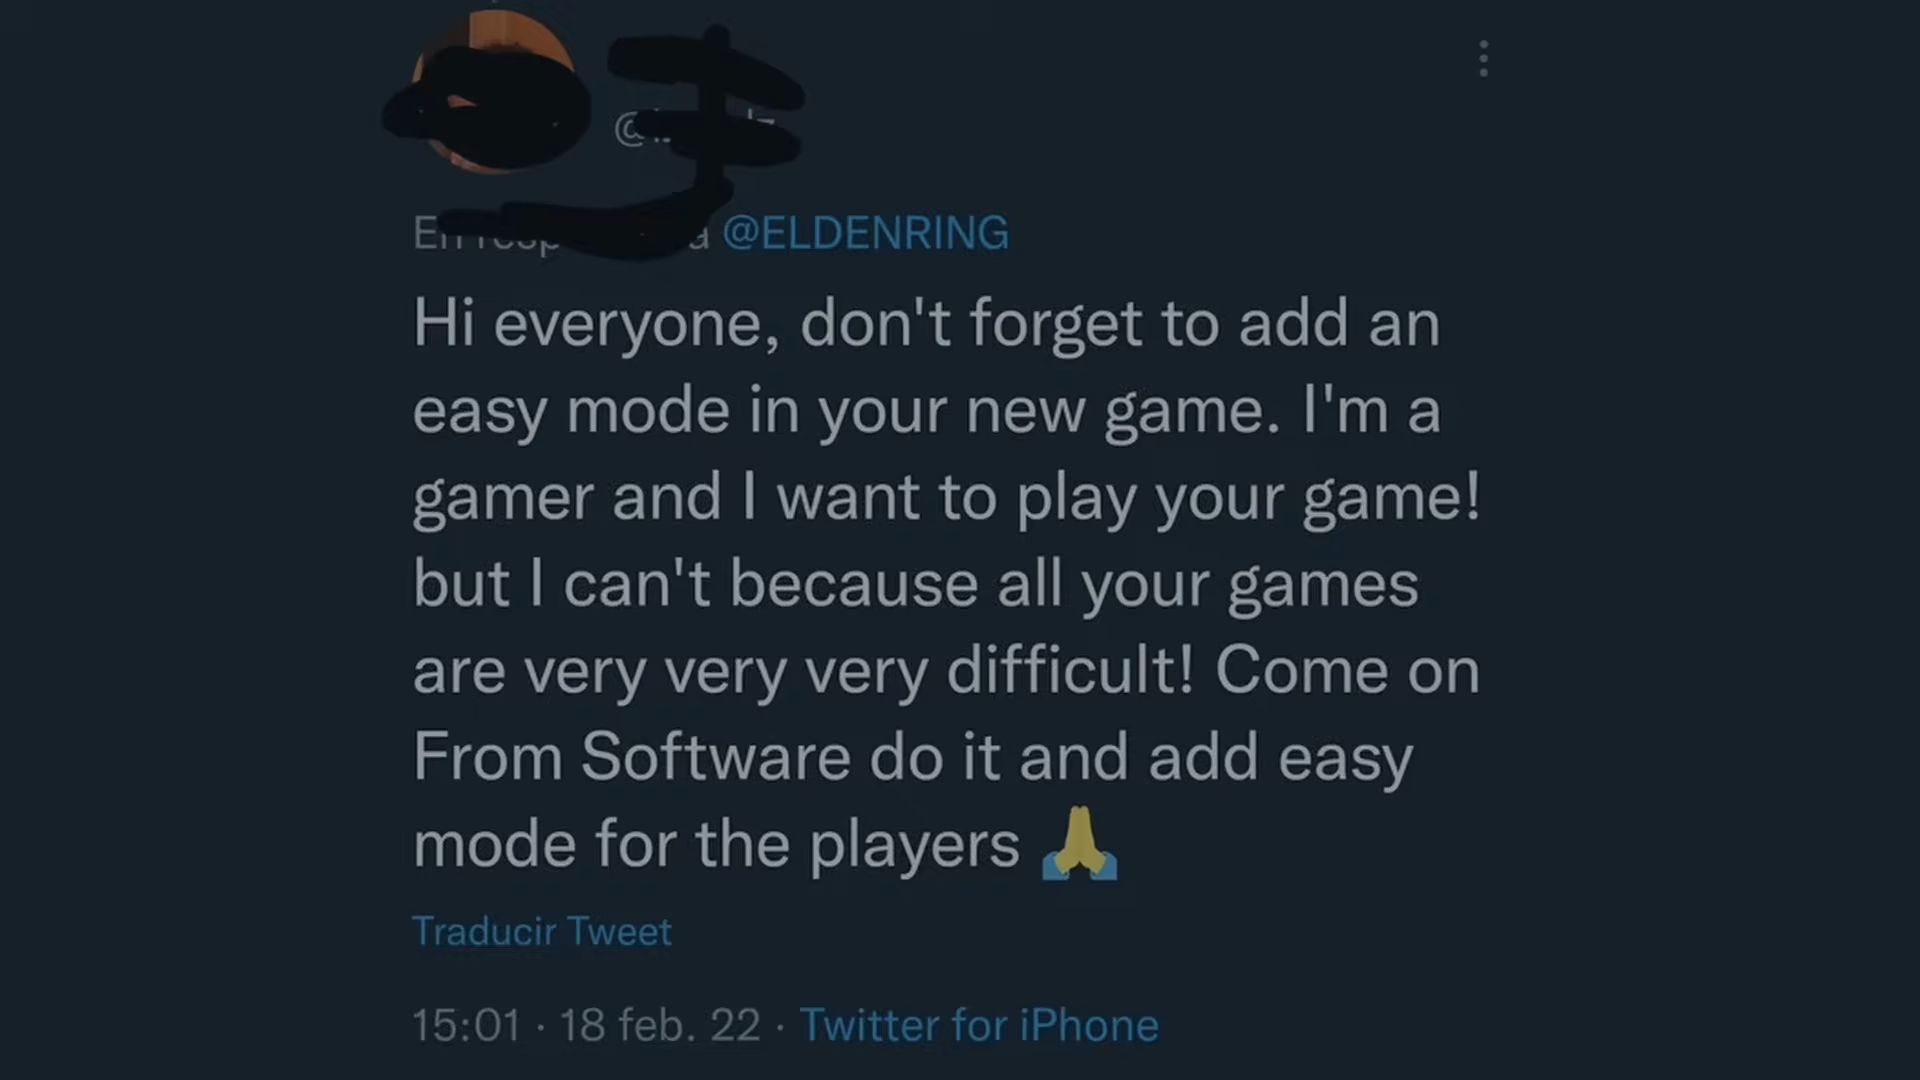 @ELDENRING
Hi everyone, don't forget to add an
easy mode in your new game. I'm a
gamer and I want to play your game!
but I can't because all your games
are very very very difficult! Come on
From Software do it and add easy
mode for the players 🙏
Traducir Tweet
15:01 · 18 feb. 22 · Twitter for iPhone